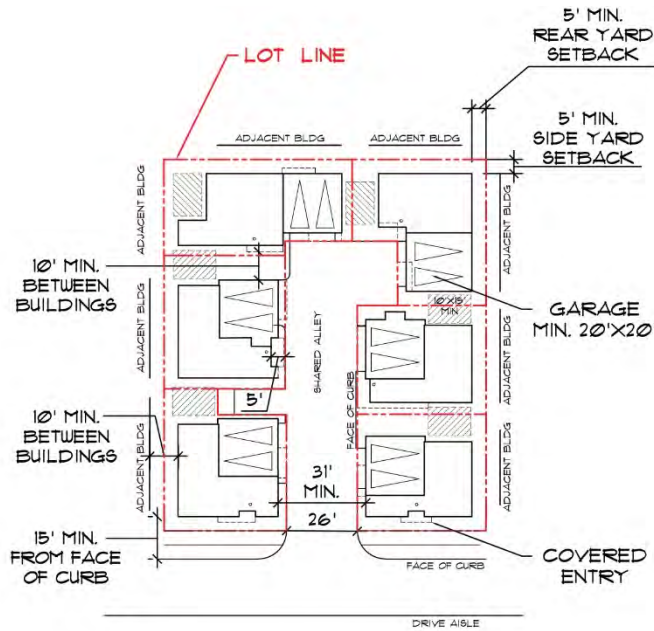 5' MIN.
REAR YARD
SETBACK
LOT LINE
5' MIN.
SIDE YARD
SETBACK
ADJACENT BLDG
ADJACENT BLDG
ADJACENT BLDG
ADJACENT BLDG
10' MIN.
BETWEEN
BUILDINGS
10'X15'
MIN
GARAGE
MIN. 20'X20'
ADJACENT BLDG
SHARED ALLEY
ADJACENT BLDG
5'
FACE OF CURB
10' MIN.
BETWEEN
BUILDINGS
ADJACENT BLDG
31'
MIN.
ADJACENT BLDG
26'
15' MIN.
FROM FACE
OF CURB
COVERED
ENTRY
FACE OF CURB
DRIVE AISLE